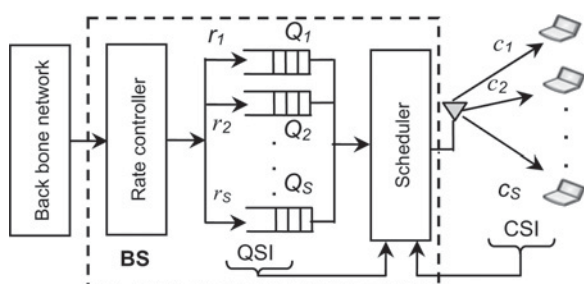 Back bone network
Rate controller
r1
r2
rS
Q1
Q2
QS
Scheduler
c1
c2
cS
BS
QSI
CSI